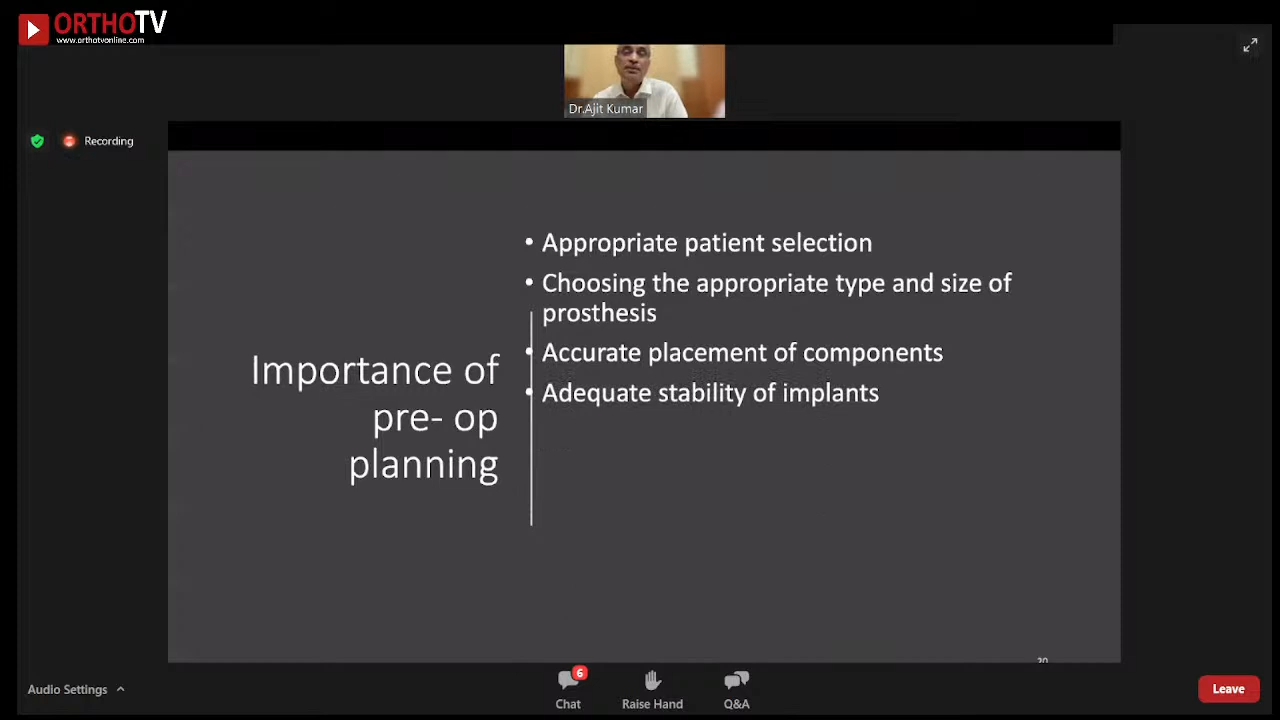 ORTHOTV
www.orthotvonline.com
Dr.Ajit Kumar
Recording
• Appropriate patient selection
• Choosing the appropriate type and size of
prosthesis
• Accurate placement of components
• Adequate stability of implants
Importance of
pre- op
planning
20
Audio Settings
6
Chat
Raise Hand
Q&A
Leave